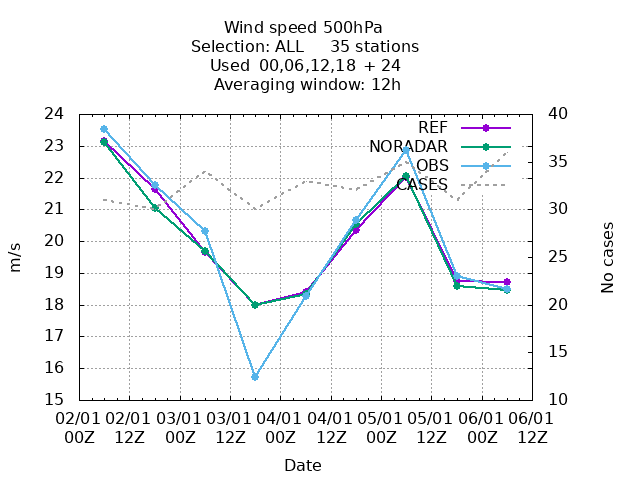 Wind speed 500hPa
Selection: ALL 35 stations
Used 00,06,12,18 + 24
Averaging window: 12h
24
23
22
21
20
19
18
17
16
15
m/s
40
35
30
25
20
15
10
No cases
REF
NORADAR
OBS
CASES
02/01 02/01 03/01 03/01 04/01 04/01 05/01 05/01 06/01 06/01
00Z 12Z 00Z 12Z 00Z 12Z 00Z 12Z 00Z 12Z
Date